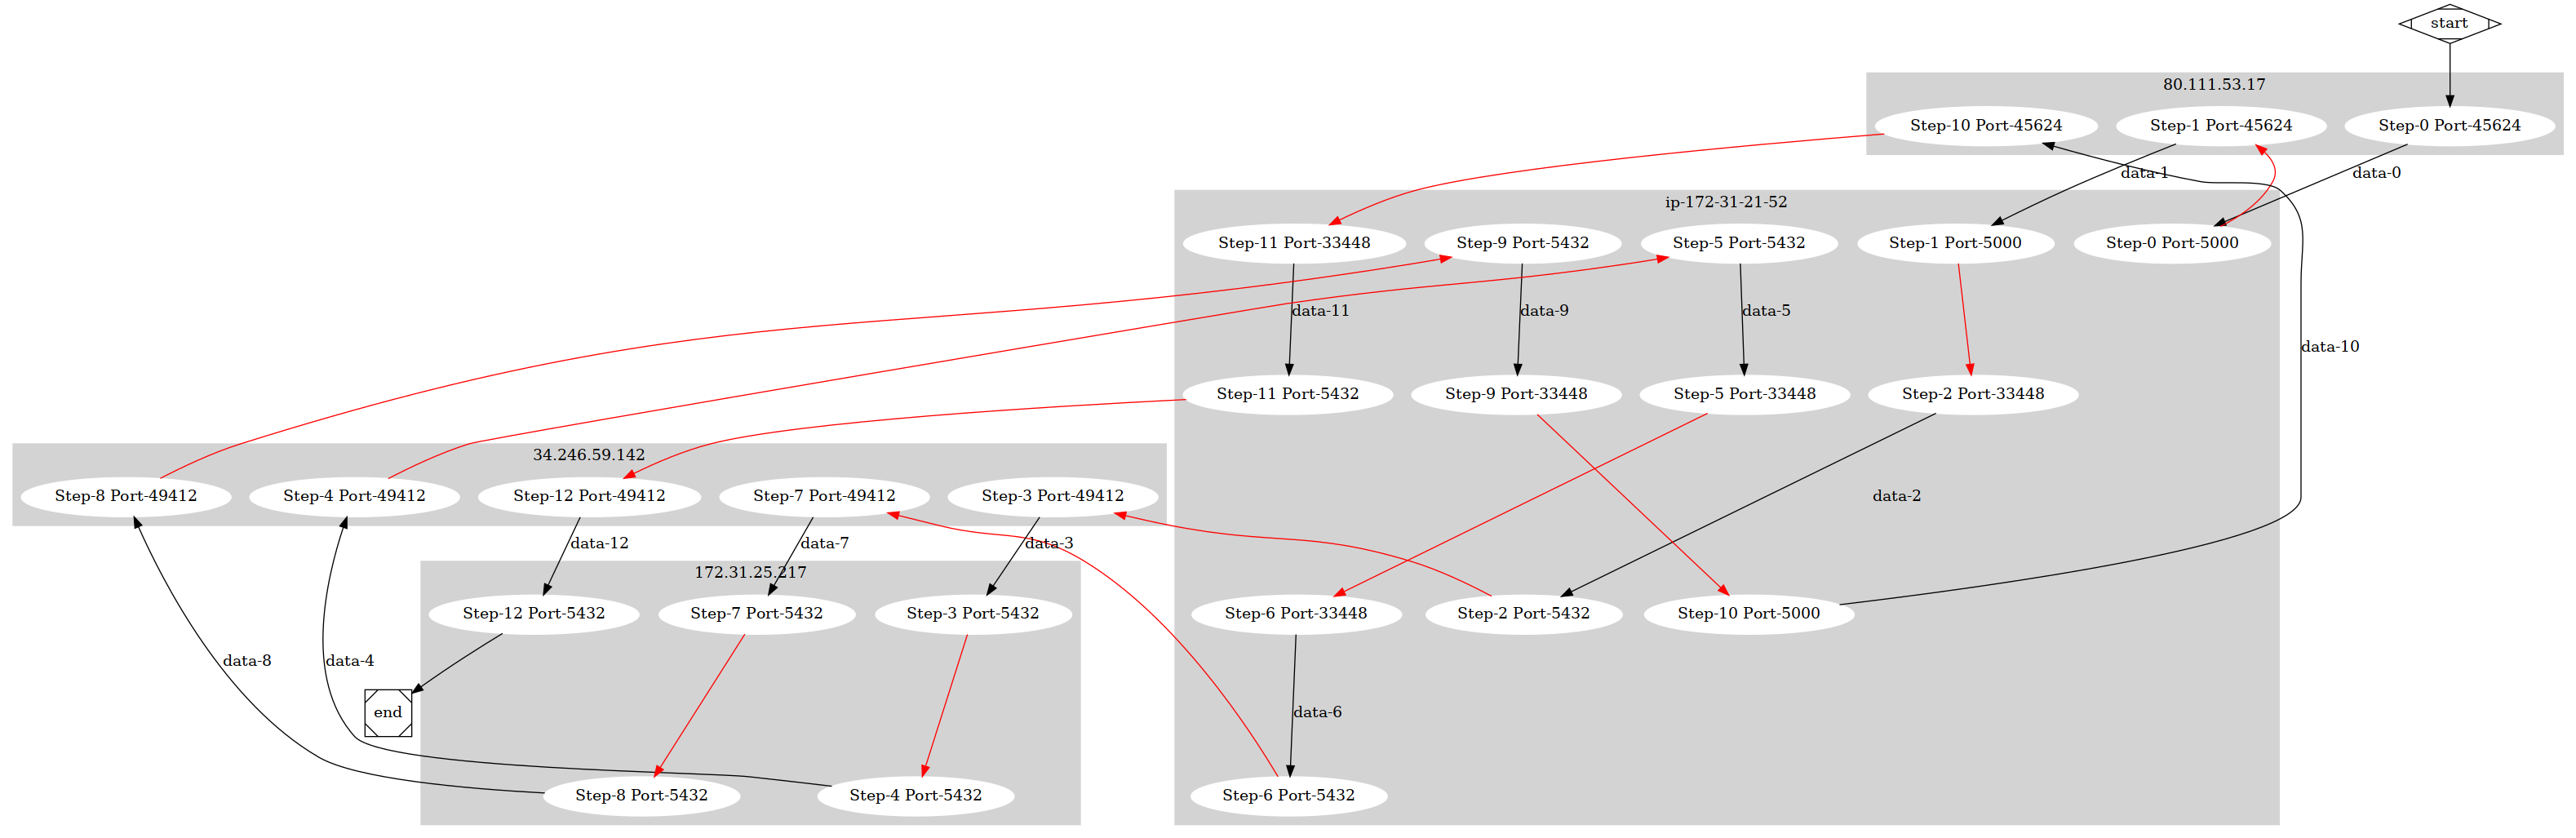 start
80.111.53.17
Step-10 Port-45624
Step-1 Port-45624
Step-0 Port-45624
data-1
data-0
ip-172-31-21-52
Step-11 Port-33448
Step-9 Port-5432
Step-5 Port-5432
Step-1 Port-5000
Step-0 Port-5000
data-11
data-9
data-5
data-10
Step-11 Port-5432
Step-9 Port-33448
Step-5 Port-33448
Step-2 Port-33448
34.246.59.142
Step-8 Port-49412
Step-4 Port-49412
Step-12 Port-49412
Step-7 Port-49412
Step-3 Port-49412
data-2
data-12
data-7
data-3
172.31.25.217
Step-12 Port-5432
Step-7 Port-5432
Step-3 Port-5432
Step-6 Port-33448
Step-2 Port-5432
Step-10 Port-5000
data-8
data-4
end
data-6
Step-8 Port-5432
Step-4 Port-5432
Step-6 Port-5432